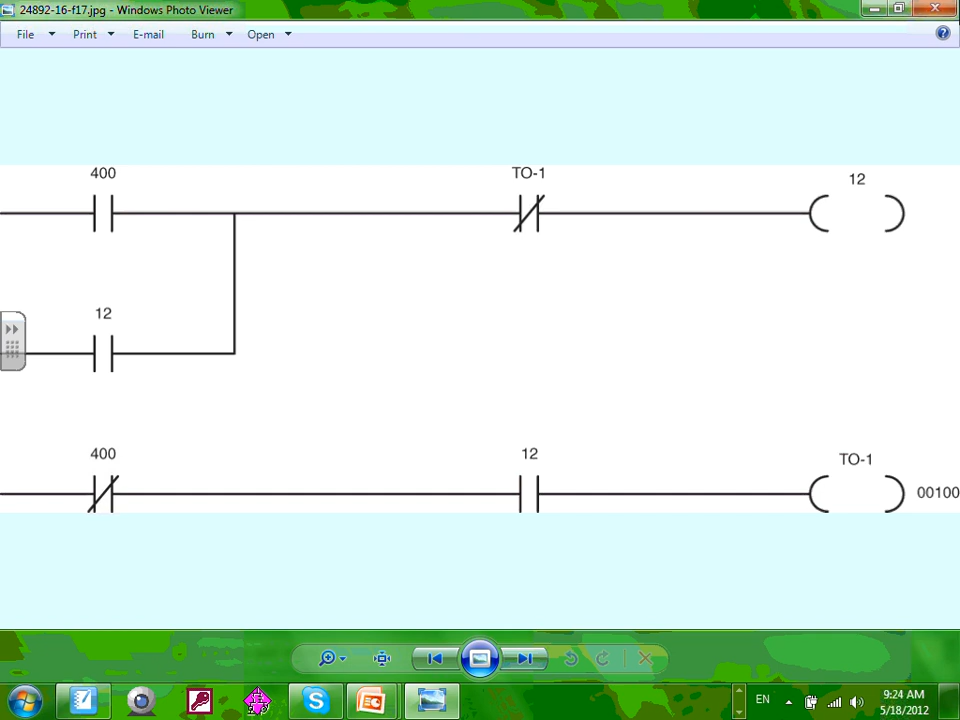 24892-16-f17.jpg - Windows Photo Viewer
File Print E-mail Burn Open
400 TO-1 12
12
400 12 TO-1
00100
EN
9:24 AM
5/18/2012